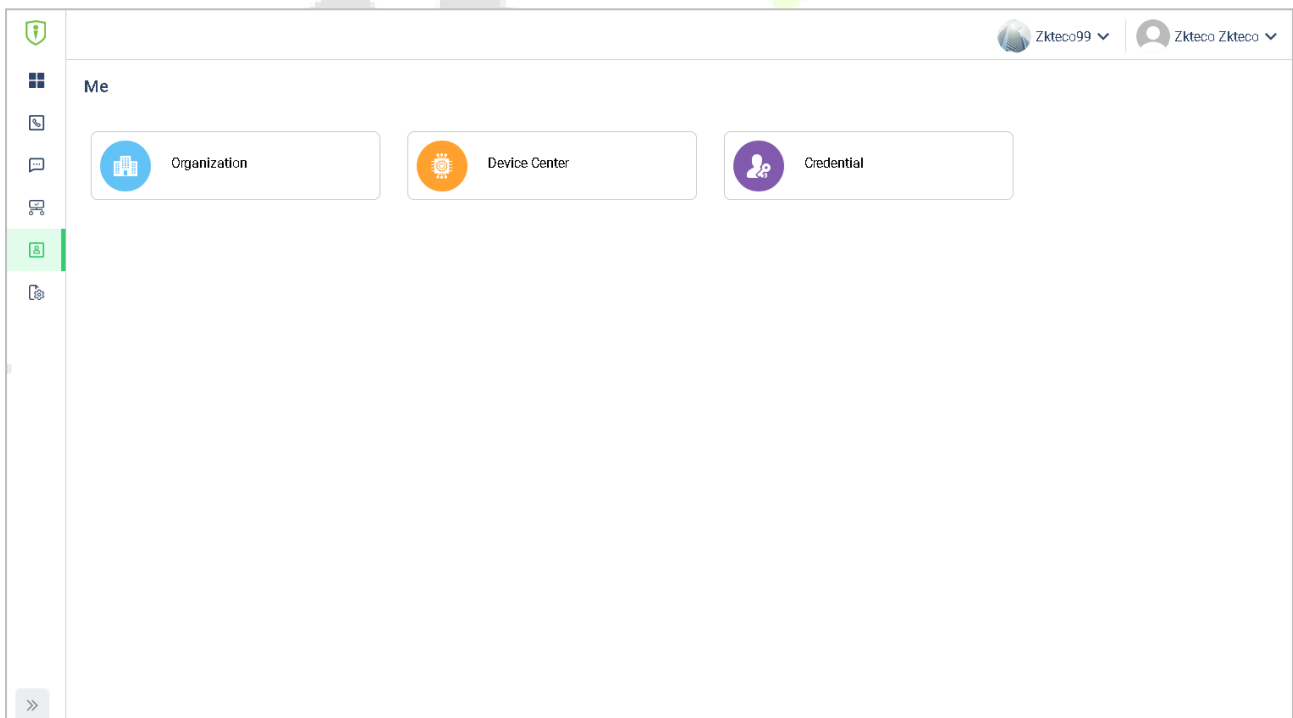 Zkteco99
Zkteco Zkteco
Me
Organization
Device Center
Credential